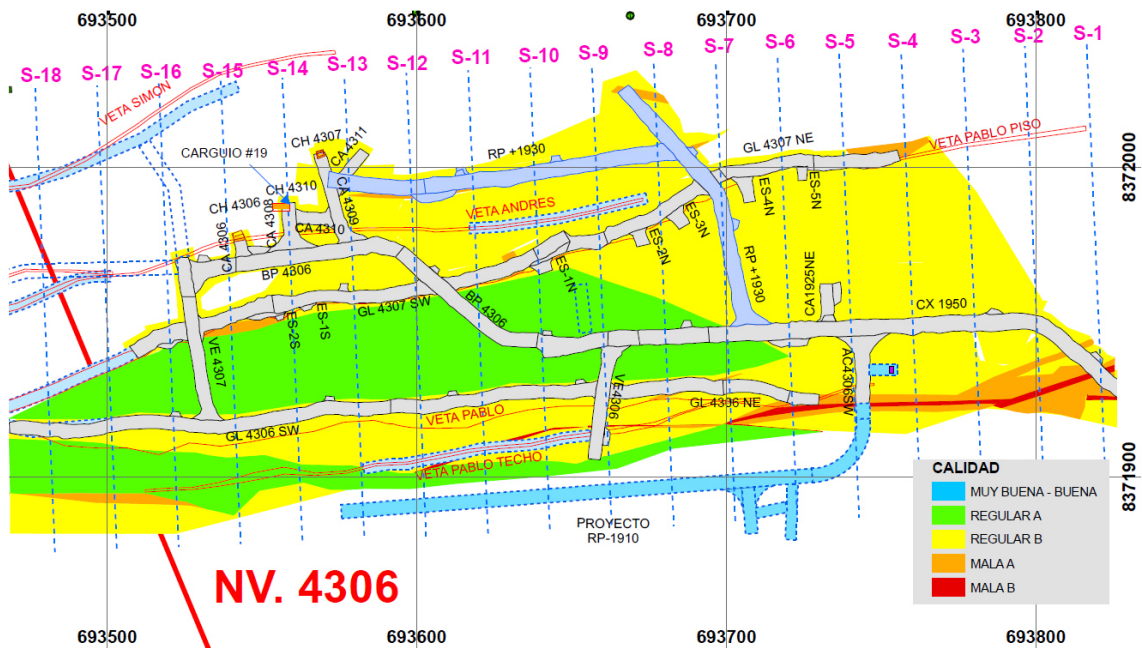 693500
693600
693700
693800
S-18
S-17
S-16
S-15
S-14
S-13
S-12
S-11
S-10
S-9
S-8
S-7
S-6
S-5
S-4
S-3
S-2
S-1
VETA SIMON
CARGUIO #19
CH 4307
CA 4311
RP +1930
GL 4307 NE
VETA PABLO PISO
8372000
CH 4310
CH 4306
CA 4308
CA 4309
CA 4310
CA 4306
VETA ANDRES
ES-4N
ES-5N
ES-3N
ES-2N
ES-1N
BP 4306
BP 4306
GL 4307 SW
ES-1S
ES-2S
RP +1930
CA1925NE
CX 1950
VE 4307
VE4306
AC4306SW
GL 4306 NE
VETA PABLO
GL 4306 SW
VETA PABLO TECHO
8371900
PROYECTO
RP-1910
NV. 4306
CALIDAD
MUY BUENA - BUENA
REGULAR A
REGULAR B
MALA A
MALA B
693500
693600
693700
693800